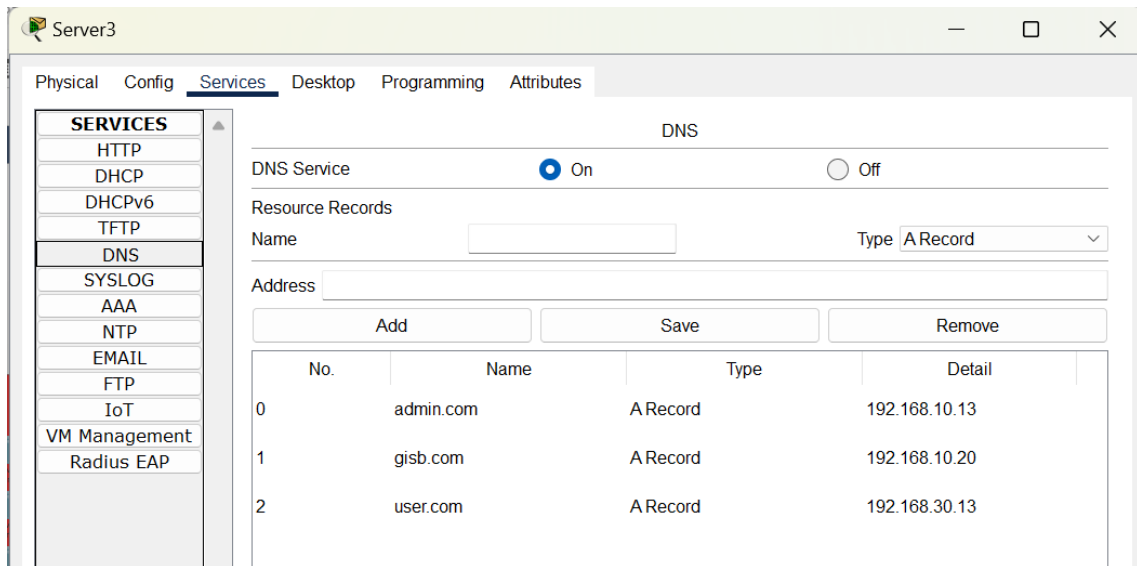 Server3
Physical Config Services Desktop Programming Attributes
SERVICES
HTTP
DHCP
DHCPv6
TFTP
DNS
SYSLOG
AAA
NTP
EMAIL
FTP
IoT
VM Management
Radius EAP
DNS
DNS Service On Off
Resource Records
Name Type A Record
Address
Add Save Remove
No. Name Type Detail
0 admin.com A Record 192.168.10.13
1 gisb.com A Record 192.168.10.20
2 user.com A Record 192.168.30.13